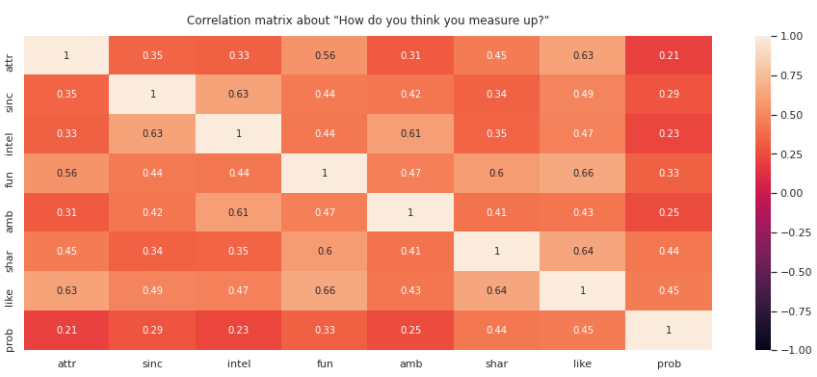 Correlation matrix about "How do you think you measure up?"
attr 1 0.35 0.33 0.56 0.31 0.45 0.63 0.21
sinc 0.35 1 0.63 0.44 0.42 0.34 0.49 0.29
intel 0.33 0.63 1 0.44 0.61 0.35 0.47 0.23
fun 0.56 0.44 0.44 1 0.47 0.6 0.66 0.33
amb 0.31 0.42 0.61 0.47 1 0.41 0.43 0.25
shar 0.45 0.34 0.35 0.6 0.41 1 0.64 0.44
like 0.63 0.49 0.47 0.66 0.43 0.64 1 0.45
prob 0.21 0.29 0.23 0.33 0.25 0.44 0.45 1
attr sinc intel fun amb shar like prob
1.00
0.75
0.50
0.25
0.00
−0.25
−0.50
−0.75
−1.00